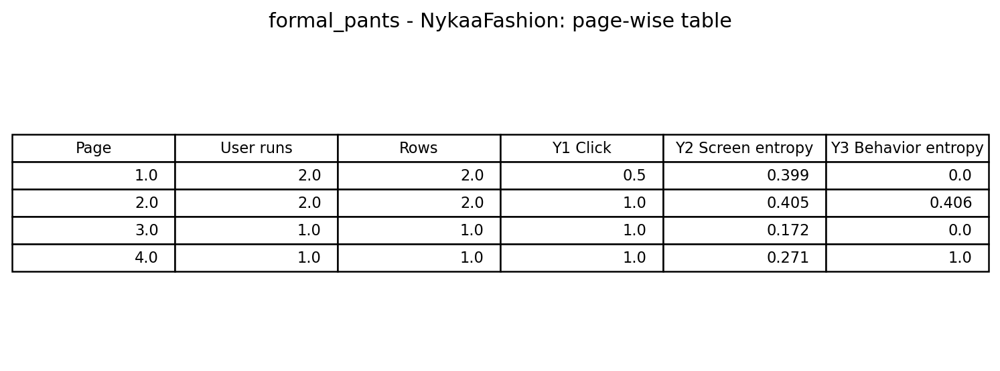 formal_pants - NykaaFashion: page-wise table
Page User runs Rows Y1 Click Y2 Screen entropy Y3 Behavior entropy
1.0 2.0 2.0 0.5 0.399 0.0
2.0 2.0 2.0 1.0 0.405 0.406
3.0 1.0 1.0 1.0 0.172 0.0
4.0 1.0 1.0 1.0 0.271 1.0